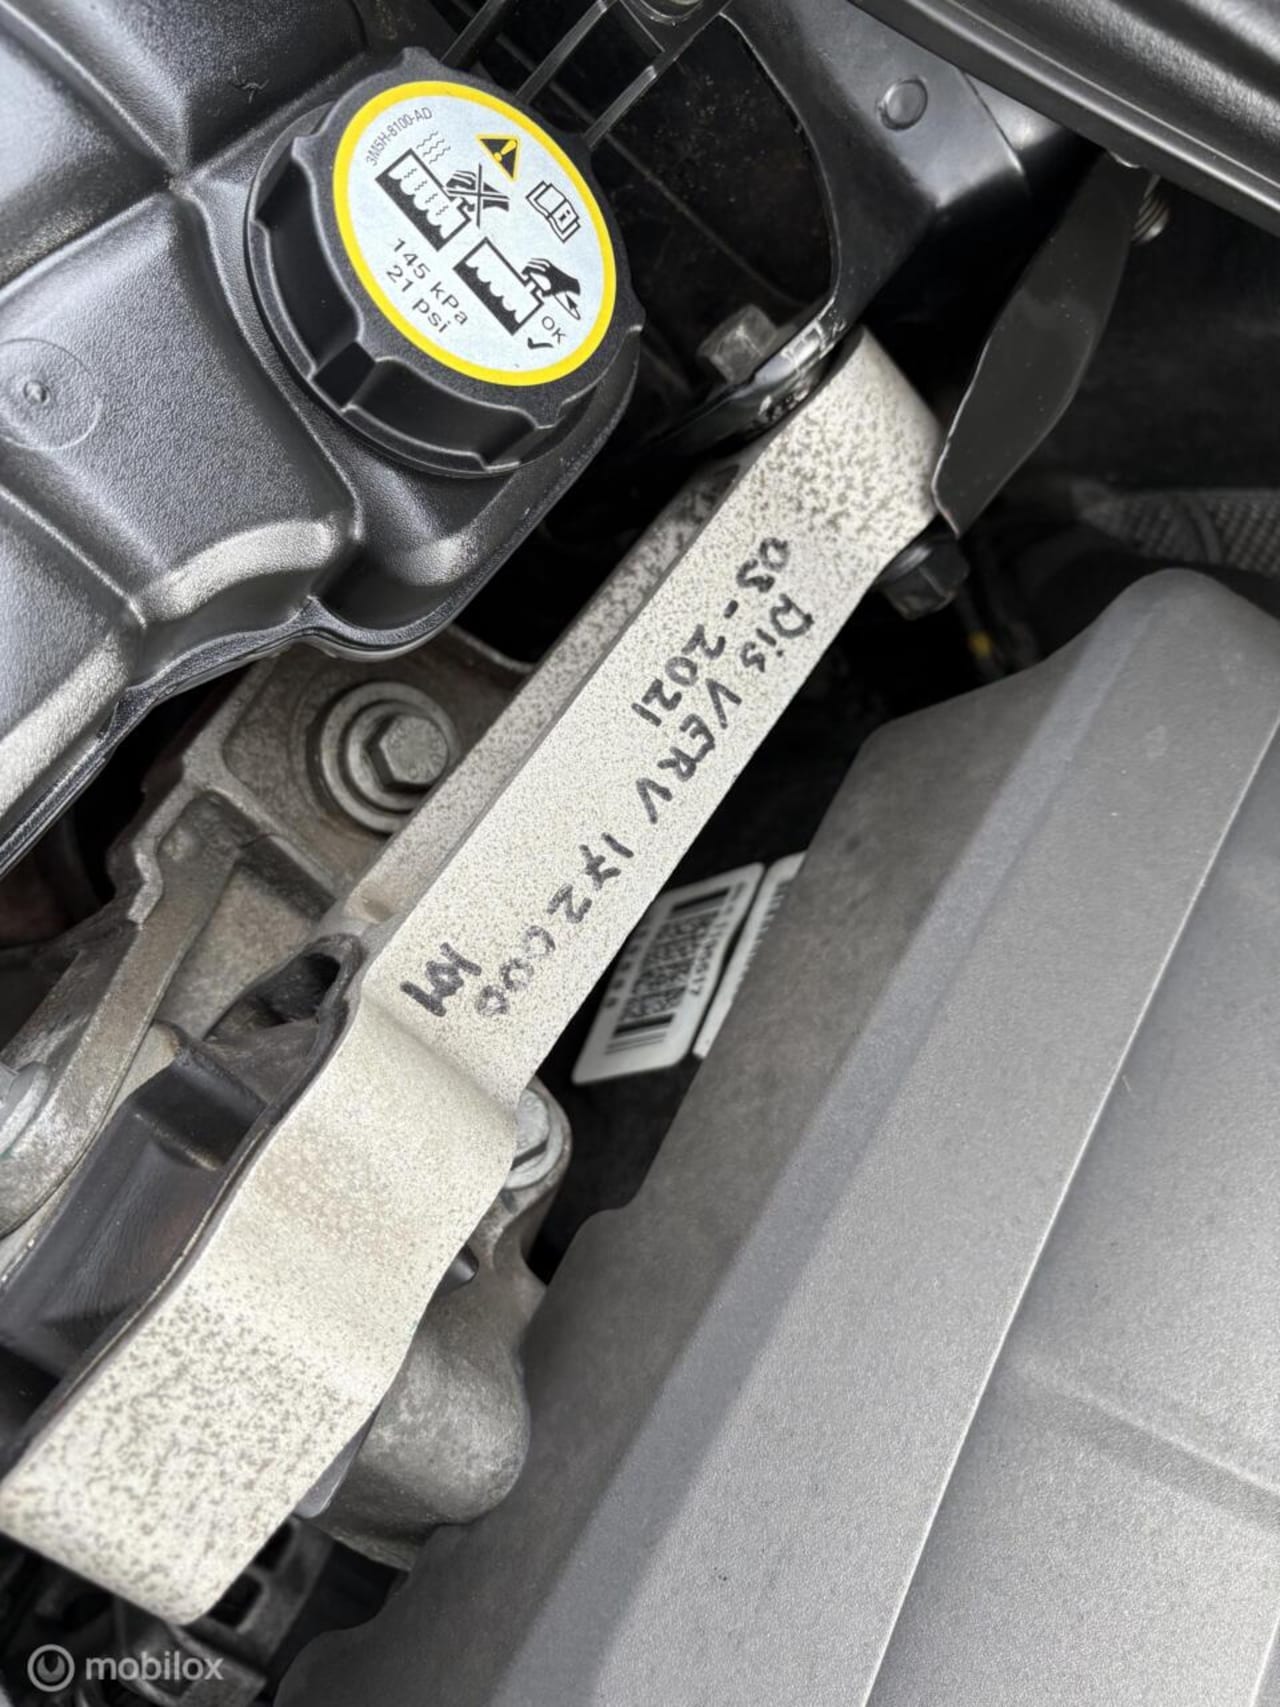 3M5H-8100-AD
145 kPa
21 psi
OK
Dis VERV 172000
05-2021
KM
mobilox